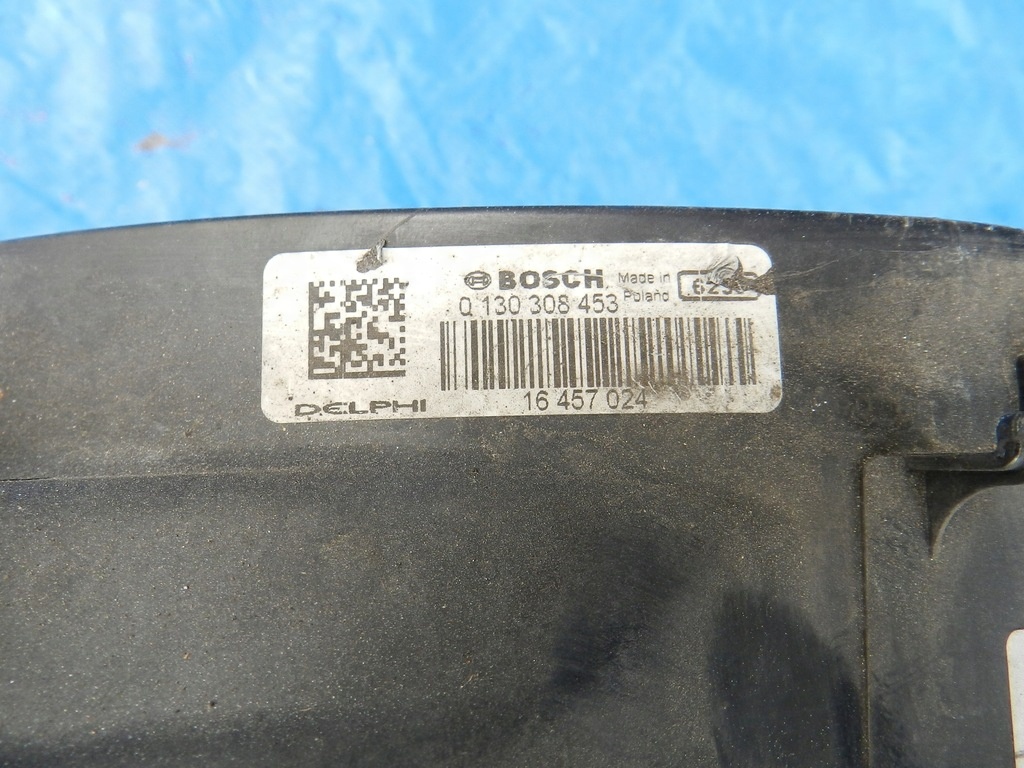 BOSCH Made in
0 130 308 453 Poland
DELPHI 16 457 024